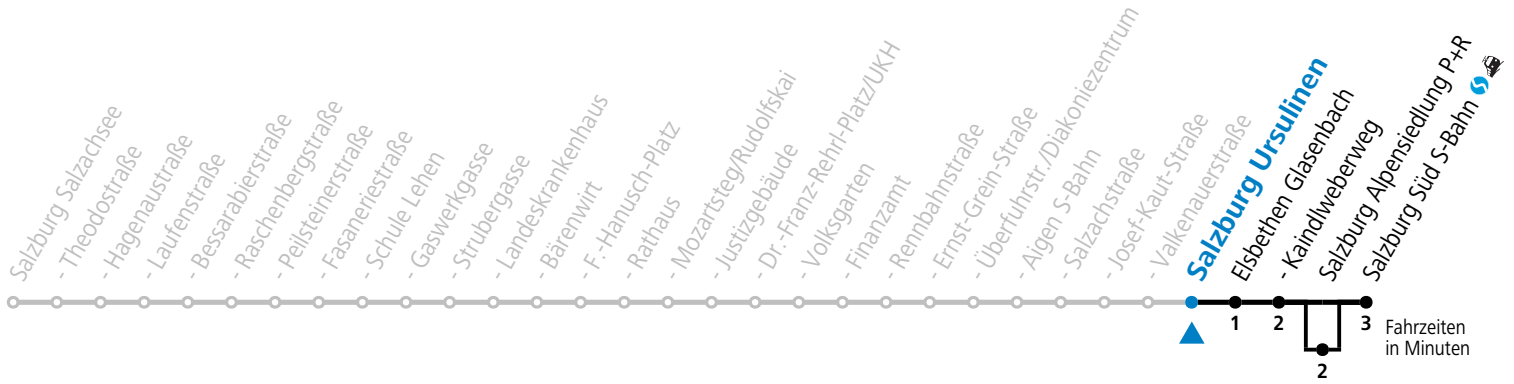 Salzburg Salzachsee
- Theodostraße
- Hagenaustraße
- Laufenstraße
- Bessarabierstraße
- Raschenbergstraße
- Peilsteinerstraße
- Fasaneriestraße
- Schule Lehen
- Gaswerkgasse
- Strubergasse
- Landeskrankenhaus
- Bärenwirt
- F.-Hanusch-Platz
- Rathaus
- Mozartsteg/Rudolfskai
- Justizgebäude
- Dr.-Franz-Rehrl-Platz/UKH
- Volksgarten
- Finanzamt
- Rennbahnstraße
- Ernst-Grein-Straße
- Überfuhrstr./Diakoniezentrum
- Aigen S-Bahn
- Salzachstraße
- Josef-Kaut-Straße
- Valkenauerstraße
Salzburg Ursulinen
Elsbethen Glasenbach
- Kaindlweberweg
Salzburg Alpensiedlung P+R
Salzburg Süd S-Bahn
1
2
3
2
Fahrzeiten
in Minuten